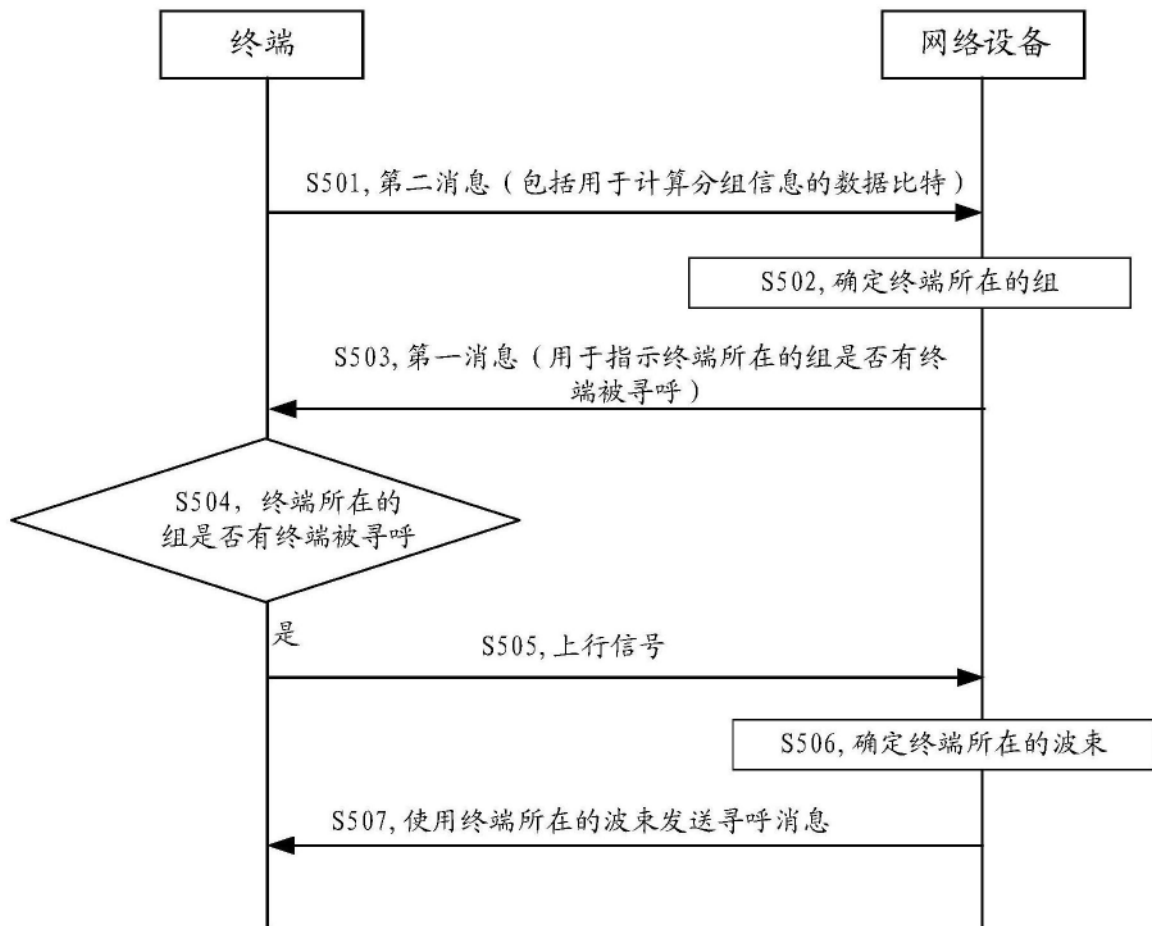 终端
网络设备
S501, 第二消息（包括用于计算分组信息的数据比特）
S502, 确定终端所在的组
S503, 第一消息（用于指示终端所在的组是否有终
端被寻呼）
S504, 终端所在的
组是否有终端被寻呼
是
S505, 上行信号
S506, 确定终端所在的波束
S507, 使用终端所在的波束发送寻呼消息